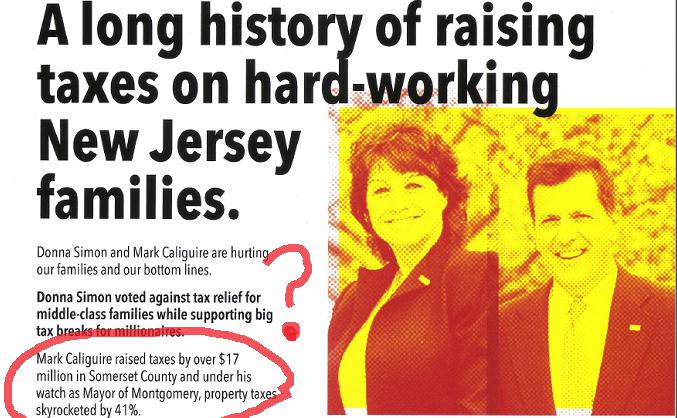 A long history of raising
taxes on hard-working
New Jersey
families.
Donna Simon and Mark Caliguire are hurting
our families and our bottom lines.
Donna Simon voted against tax relief for
middle-class families while supporting big
tax breaks for millionaires.
Mark Caliguire raised taxes by over $17
million in Somerset County and under his
watch as Mayor of Montgomery, property taxes
skyrocketed by 41%.
?